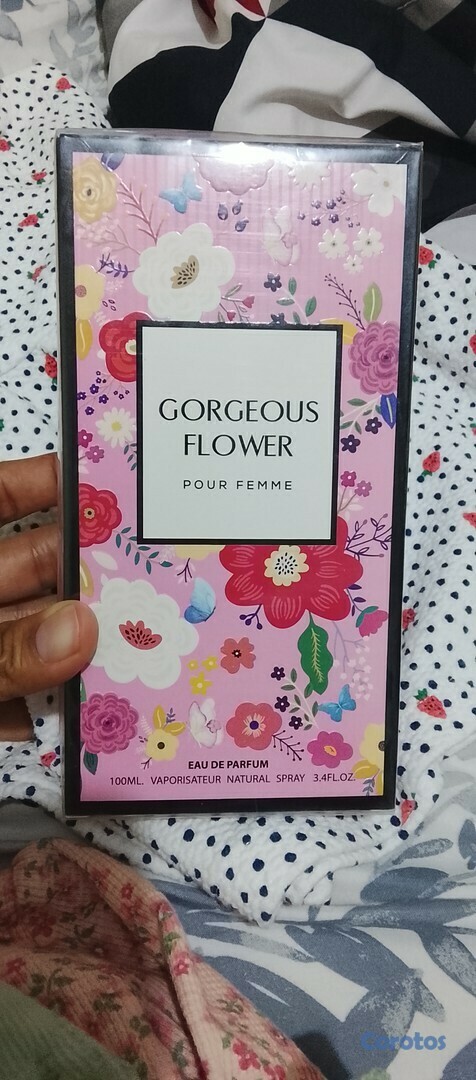 GORGEOUS
FLOWER
POUR FEMME
EAU DE PARFUM
100ML. VAPORISATEUR NATURAL SPRAY 3.4FL.OZ.
Corotos